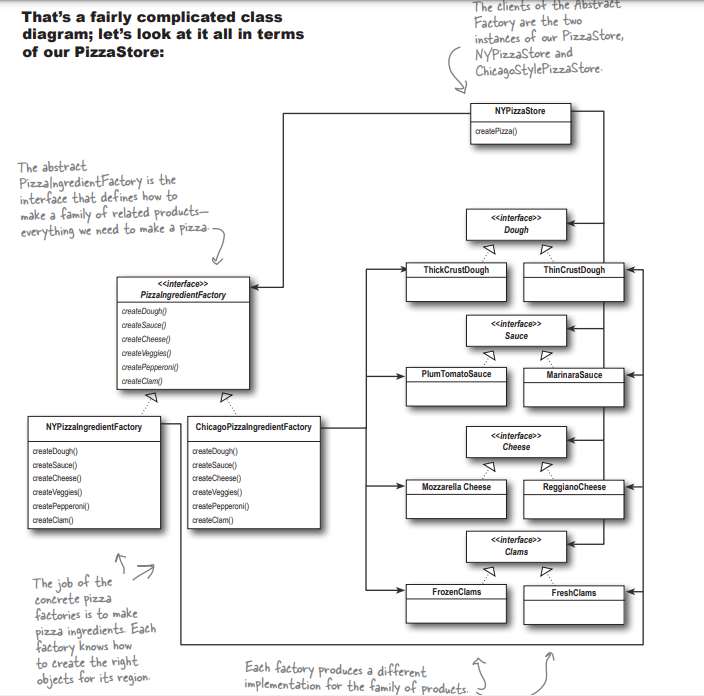 That's a fairly complicated class
diagram; let's look at it all in terms
of our PizzaStore:
The clients of the Abstract
Factory are the two
instances of our PizzaStore,
NYPizzaStore and
ChicagoStylePizzaStore.
NYPizzaStore
createPizza()
The abstract
PizzaIngredientFactory is the
interface that defines how to
make a family of related products—
everything we need to make a pizza.
<<interface>>
Dough
ThickCrustDough
ThinCrustDough
<<interface>>
PizzaIngredientFactory
createDough()
createSauce()
createCheese()
createVeggies()
createPepperoni()
createClam()
<<interface>>
Sauce
PlumTomatoSauce
MarinaraSauce
NYPizzaIngredientFactory
createDough()
createSauce()
createCheese()
createVeggies()
createPepperoni()
createClam()
ChicagoPizzaIngredientFactory
createDough()
createSauce()
createCheese()
createVeggies()
createPepperoni()
createClam()
<<interface>>
Cheese
Mozzarella Cheese
ReggianoCheese
<<interface>>
Clams
FrozenClams
FreshClams
The job of the
concrete pizza
factories is to make
pizza ingredients. Each
factory knows how
to create the right
objects for its region.
Each factory produces a different
implementation for the family of products.